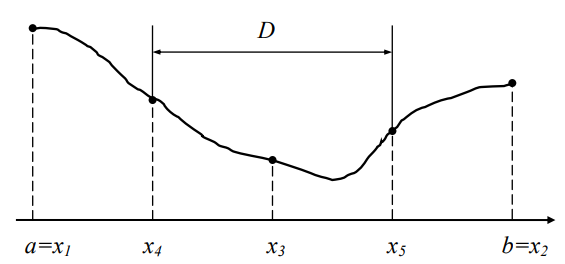 D
a=x₁ x₄ x₃ x₅ b=x₂